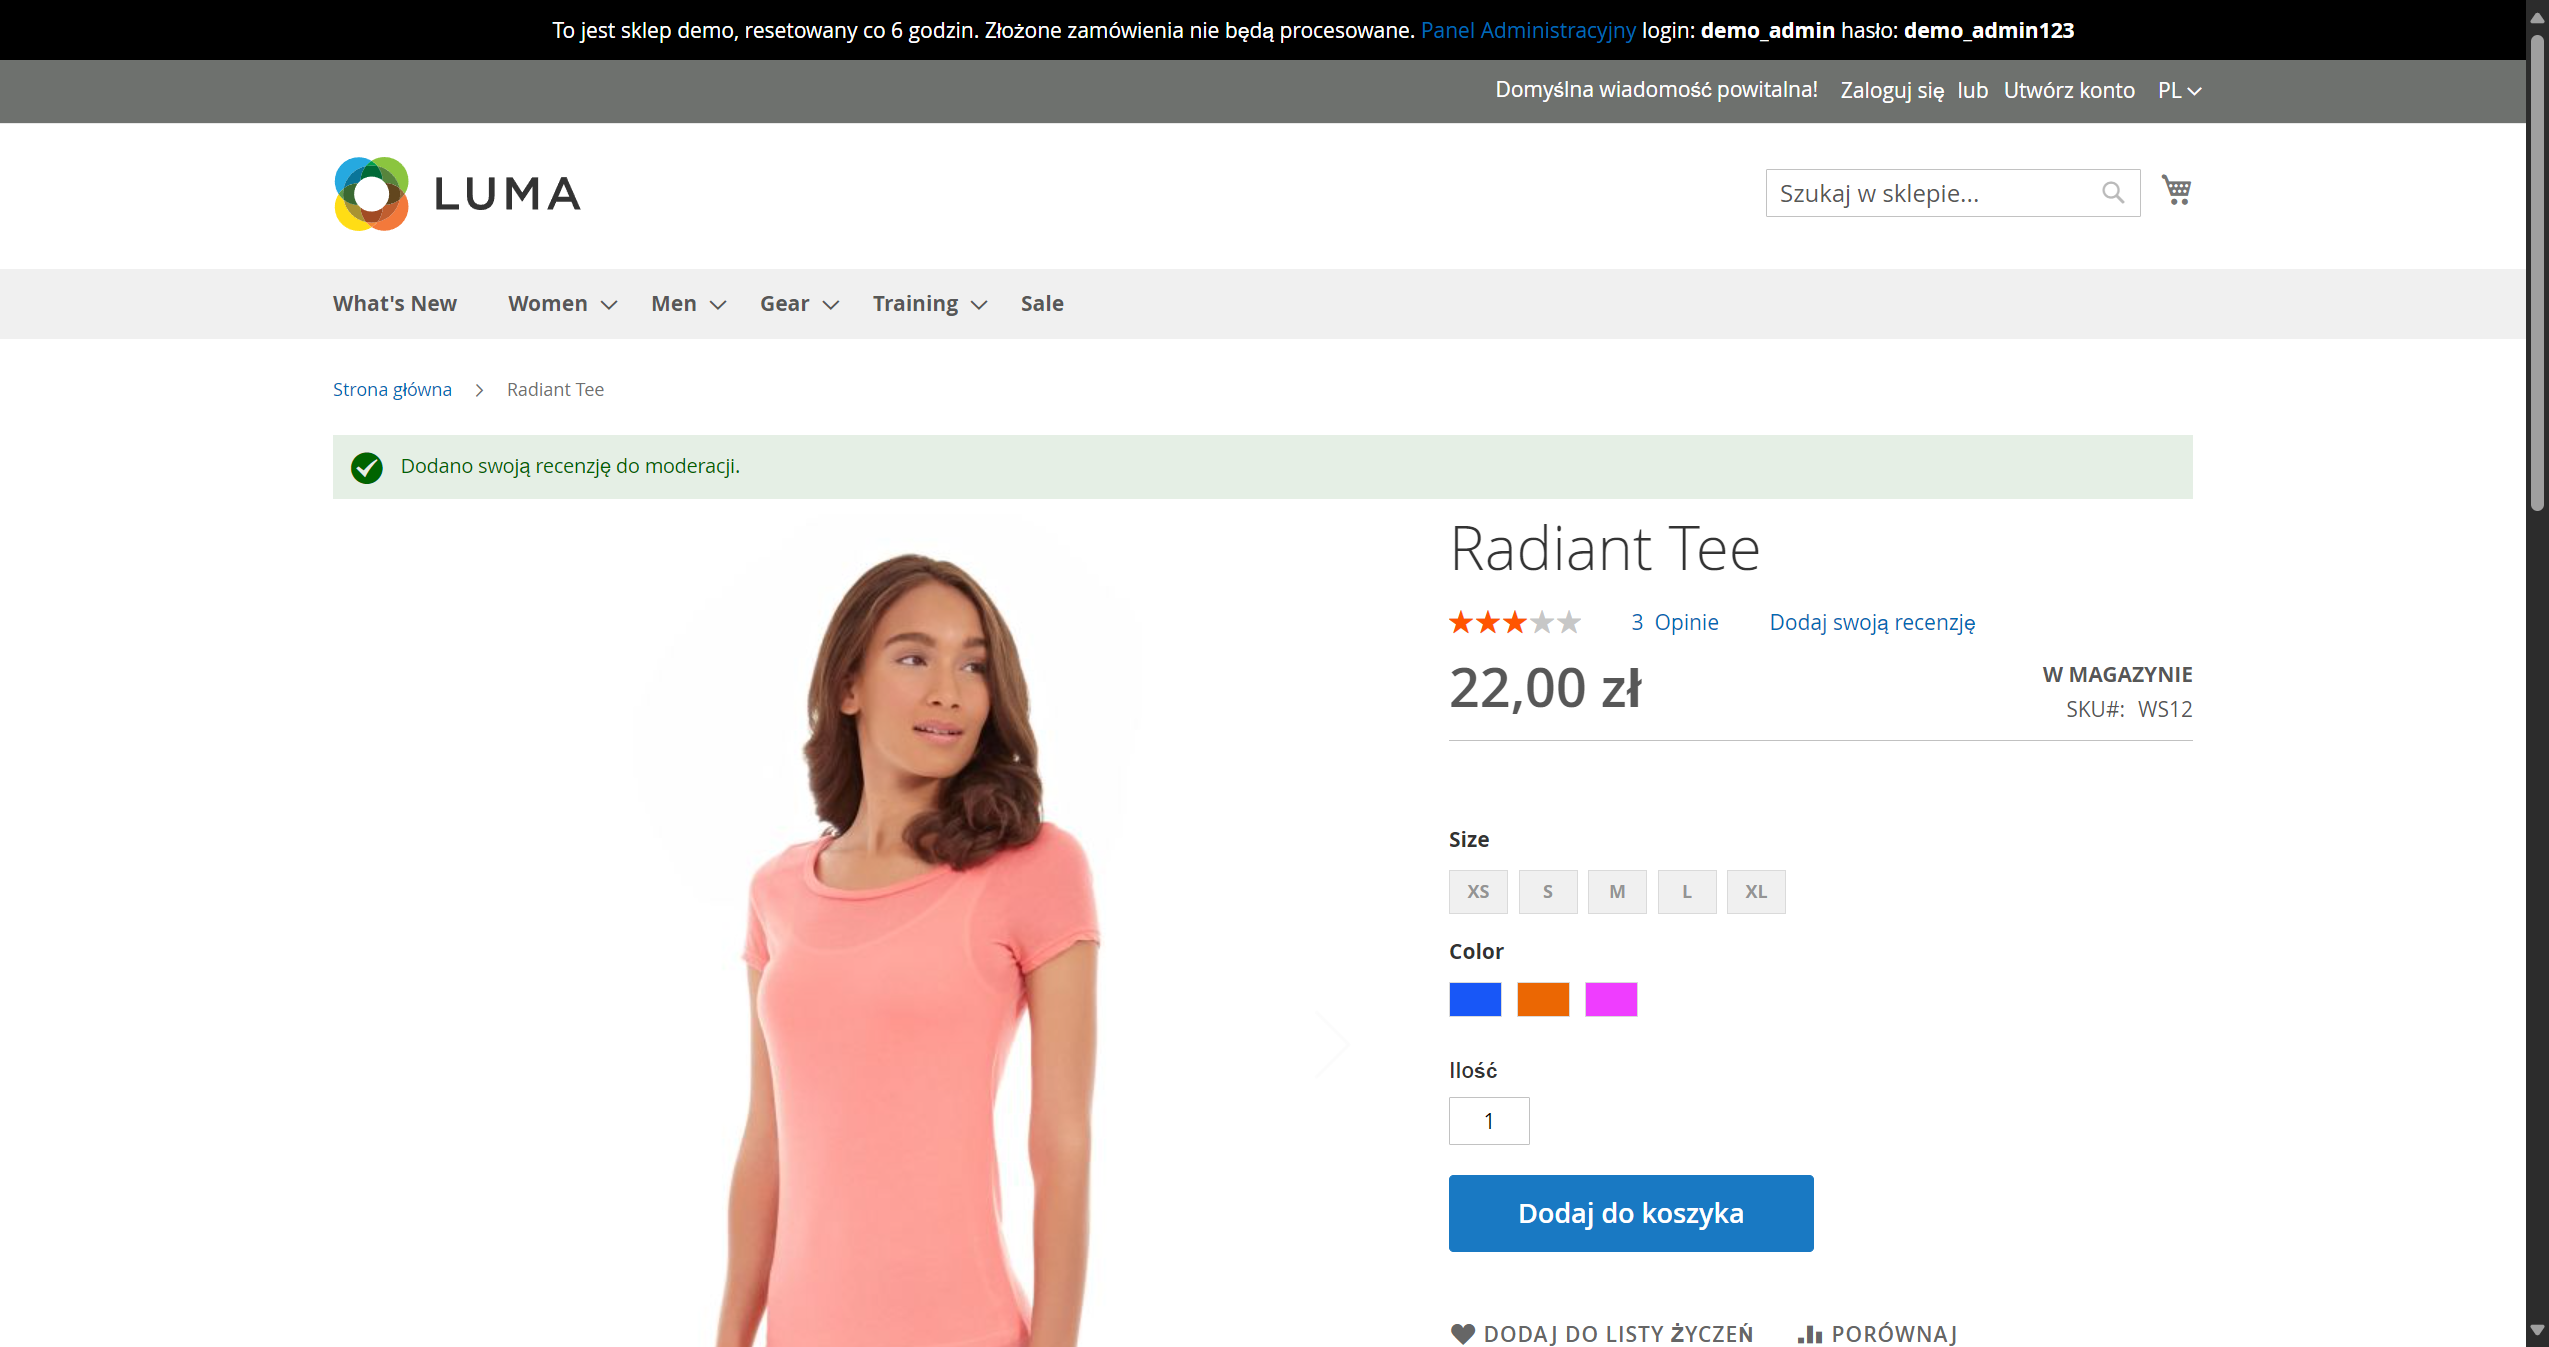 To jest sklep demo, resetowany co 6 godzin. Złożone zamówienia nie będą procesowane. Panel Administracyjny login: demo_admin hasło: demo_admin123
Domyślna wiadomość powitalna! Zaloguj się lub Utwórz konto PL
LUMA
Szukaj w sklepie...
What's New Women Men Gear Training Sale
Strona główna Radiant Tee
Dodano swoją recenzję do moderacji.
Radiant Tee
3 Opinie Dodaj swoją recenzję
22,00 zł
W MAGAZYNIE
SKU#: WS12
Size
XS S M L XL
Color
Ilość
1
Dodaj do koszyka
DODAJ DO LISTY ŻYCZEŃ PORÓWNAJ